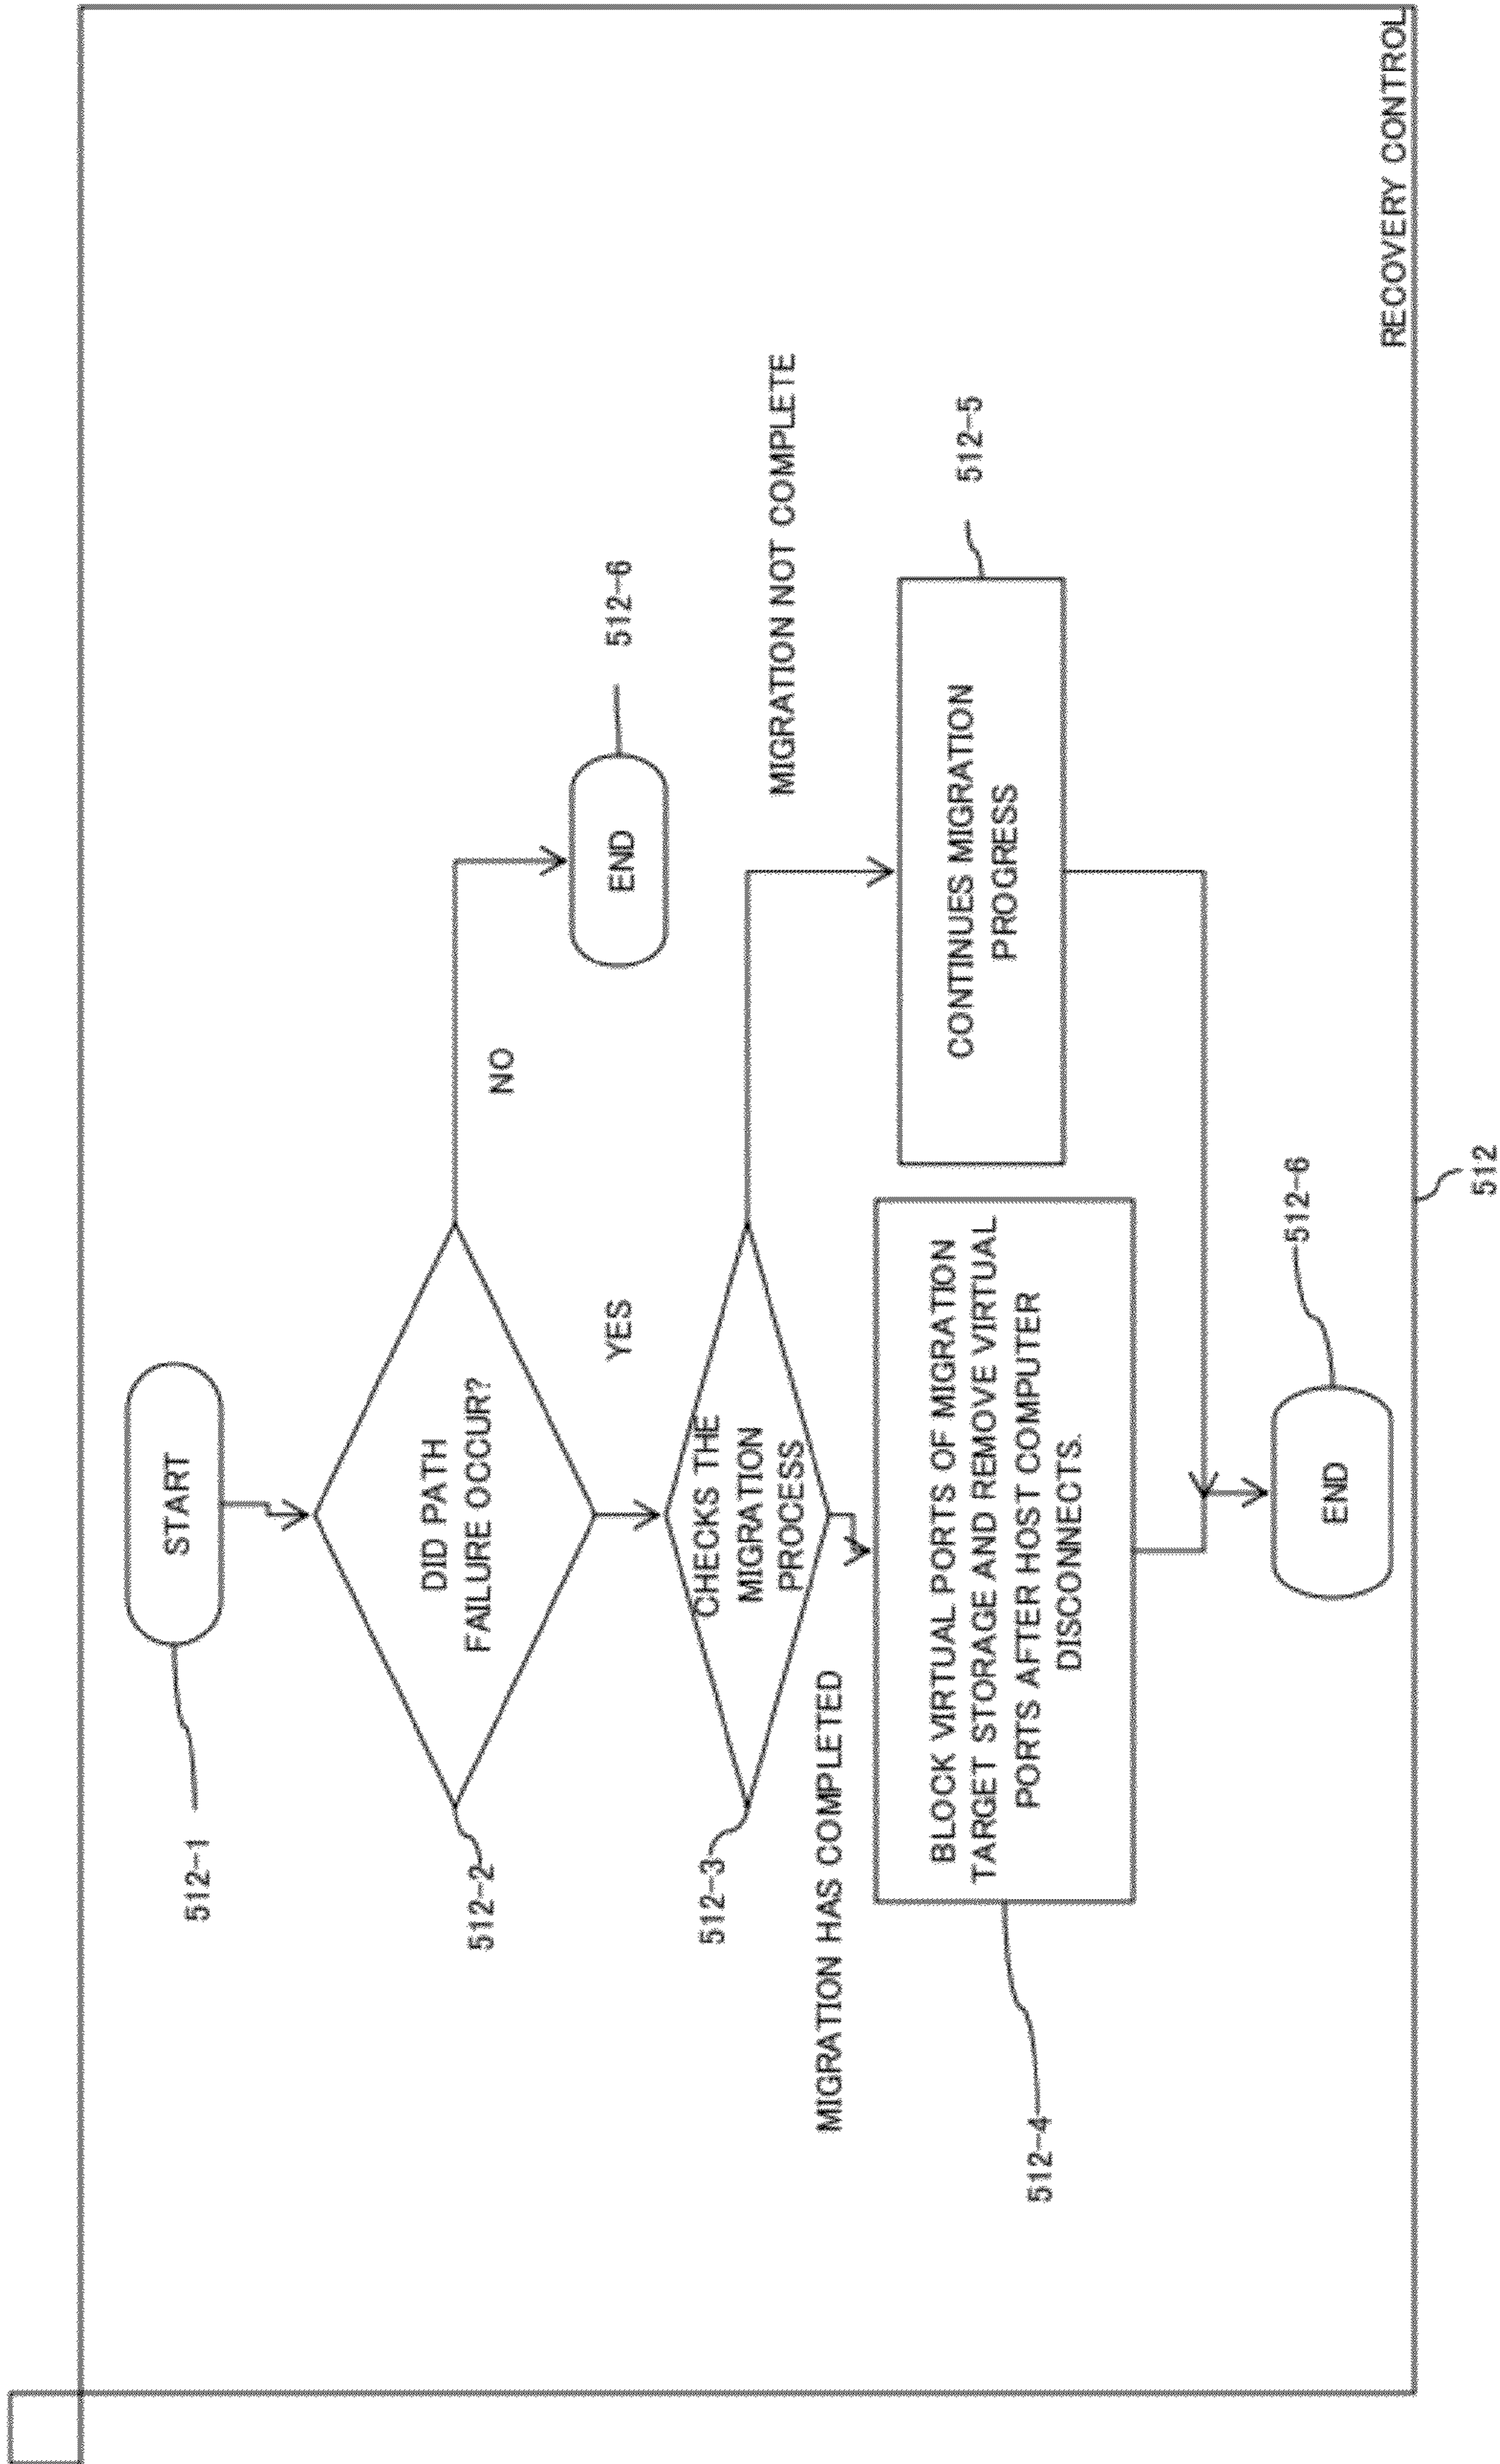 START
512-1
DID PATH
FAILURE OCCUR?
512-2
NO
END
512-6
YES
CHECKS THE
MIGRATION
PROCESS
512-3
MIGRATION NOT COMPLETE
MIGRATION HAS COMPLETED
BLOCK VIRTUAL PORTS OF MIGRATION
TARGET STORAGE AND REMOVE VIRTUAL
PORTS AFTER HOST COMPUTER
DISCONNECTS.
512-4
CONTINUES MIGRATION
PROGRESS
512-5
END
512-6
RECOVERY CONTROL
512